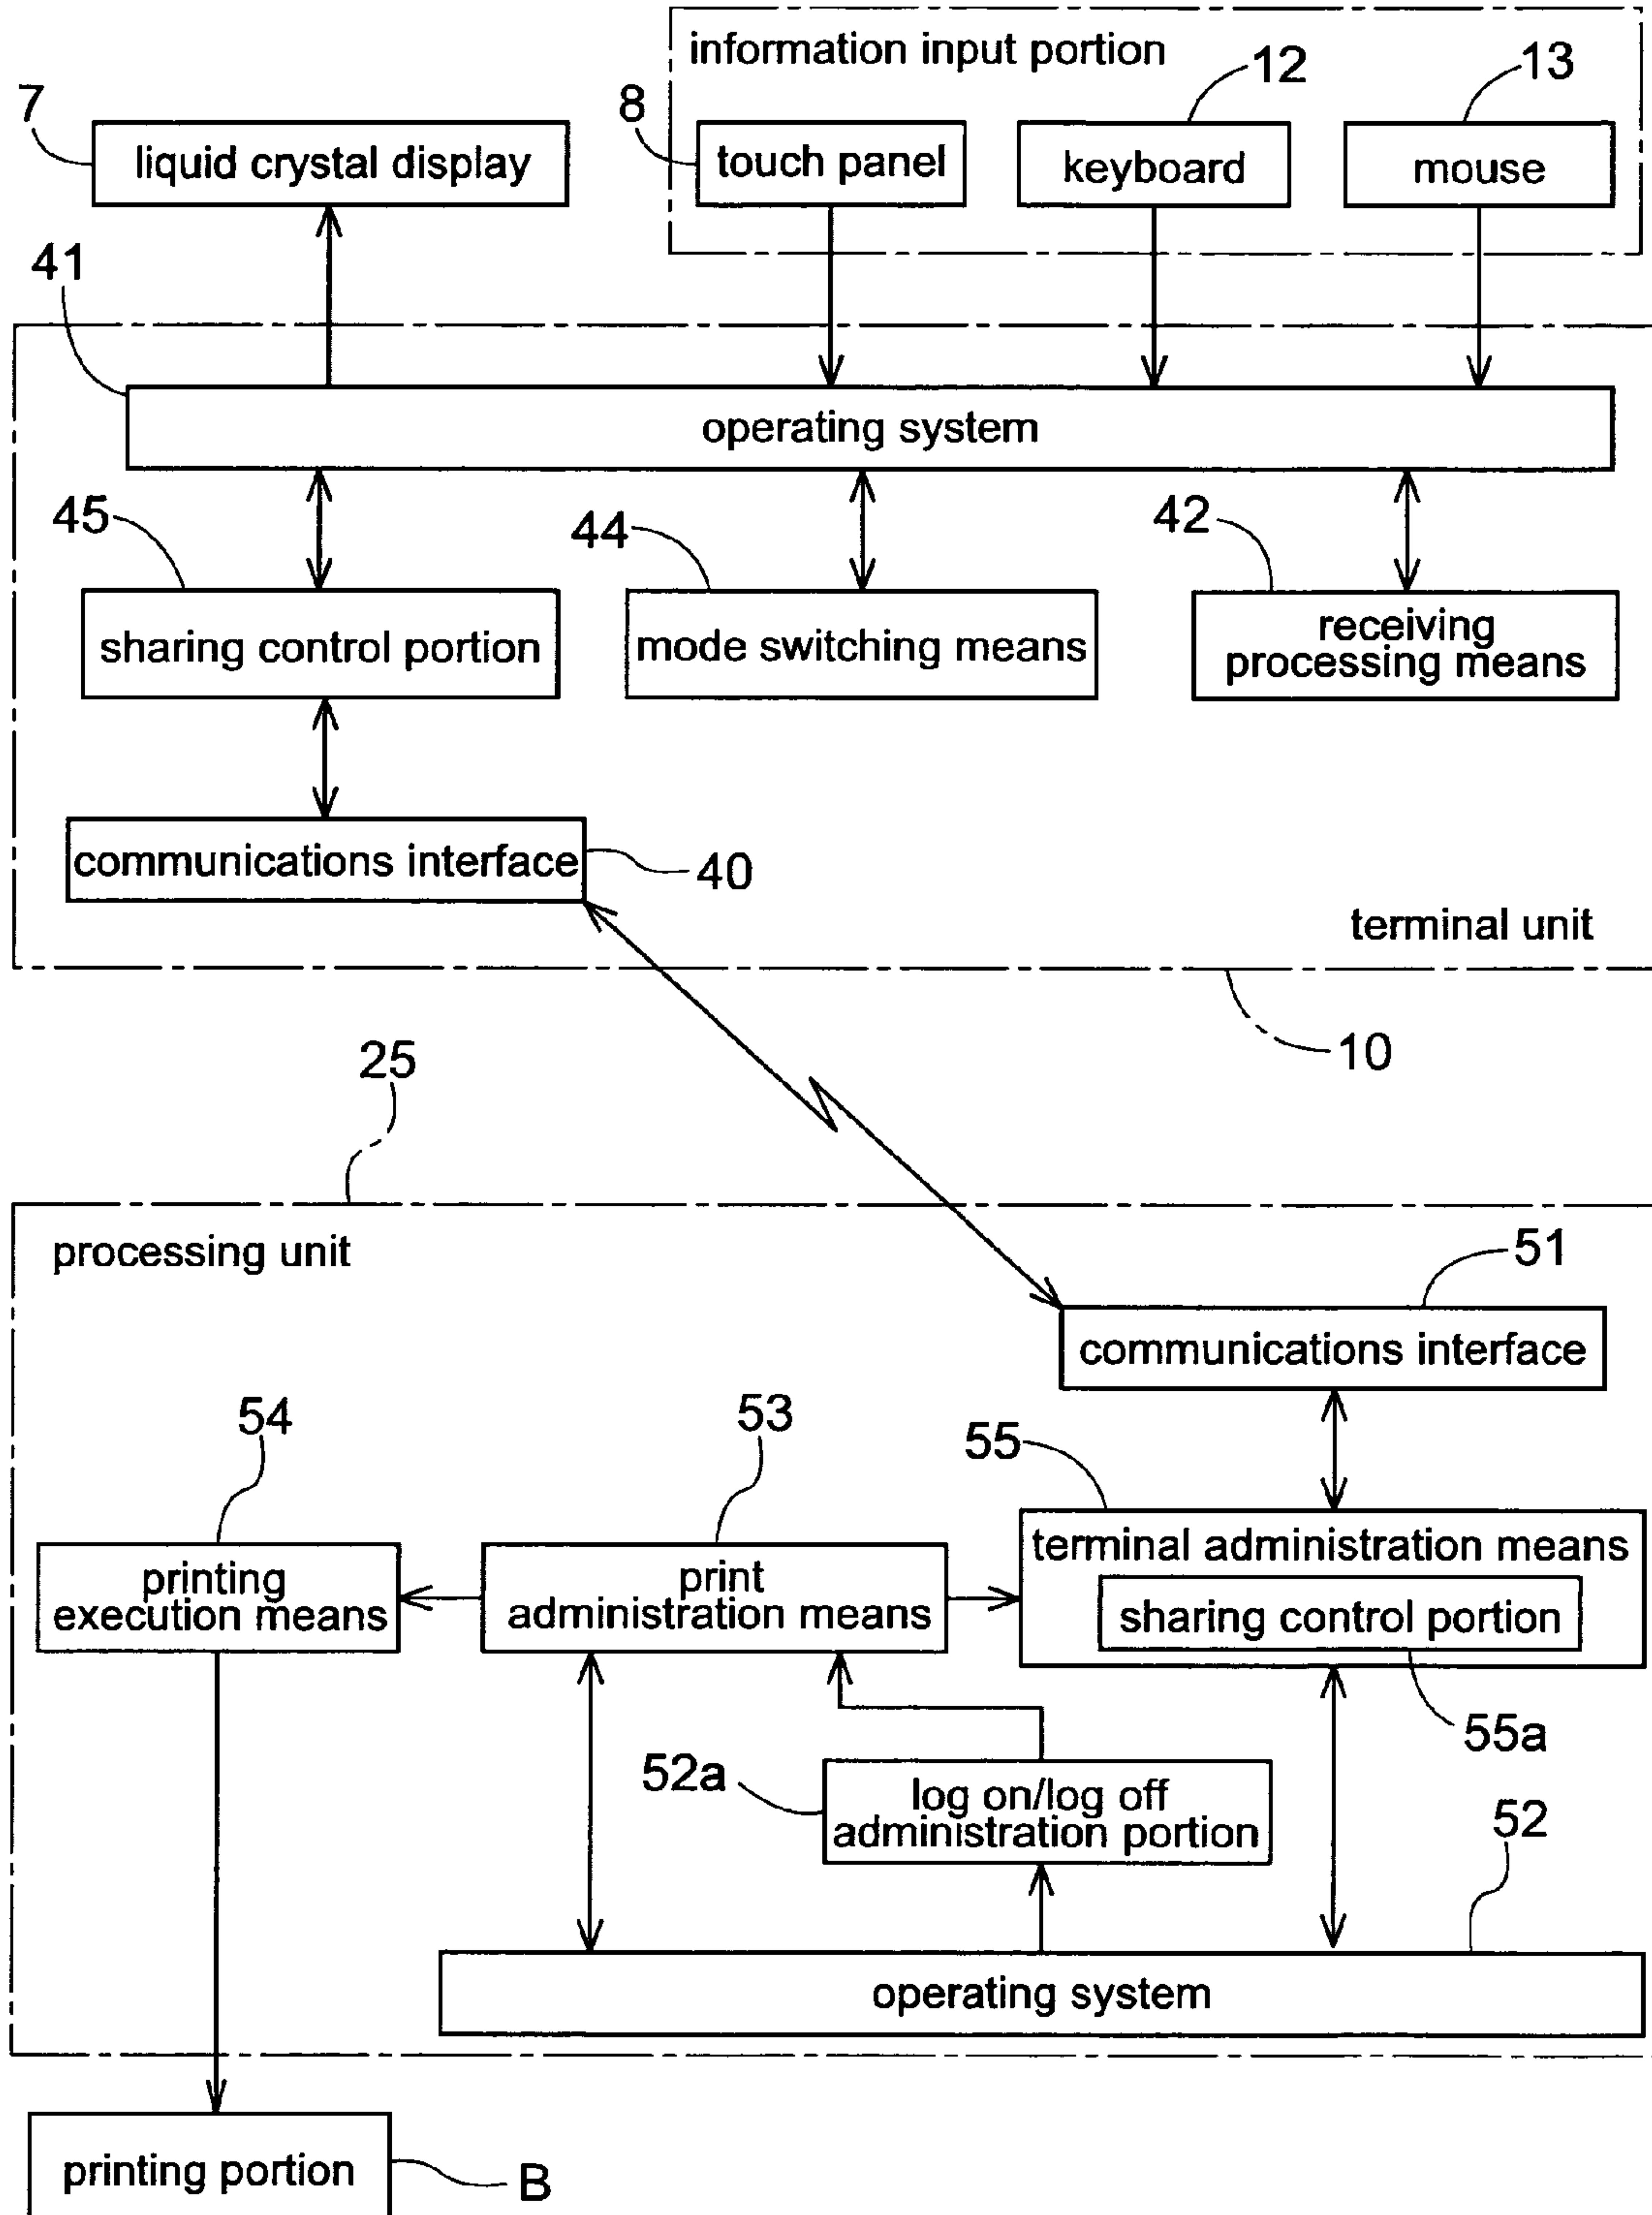 information input portion
12
13
7
8
liquid crystal display
touch panel
keyboard
mouse
41
operating system
45
44
42
sharing control portion
mode switching means
receiving
processing means
communications interface
40
terminal unit
10
25
processing unit
51
communications interface
54
53
55
printing
execution means
print
administration means
terminal administration means
sharing control portion
55a
52a
log on/log off
administration portion
52
operating system
printing portion
B